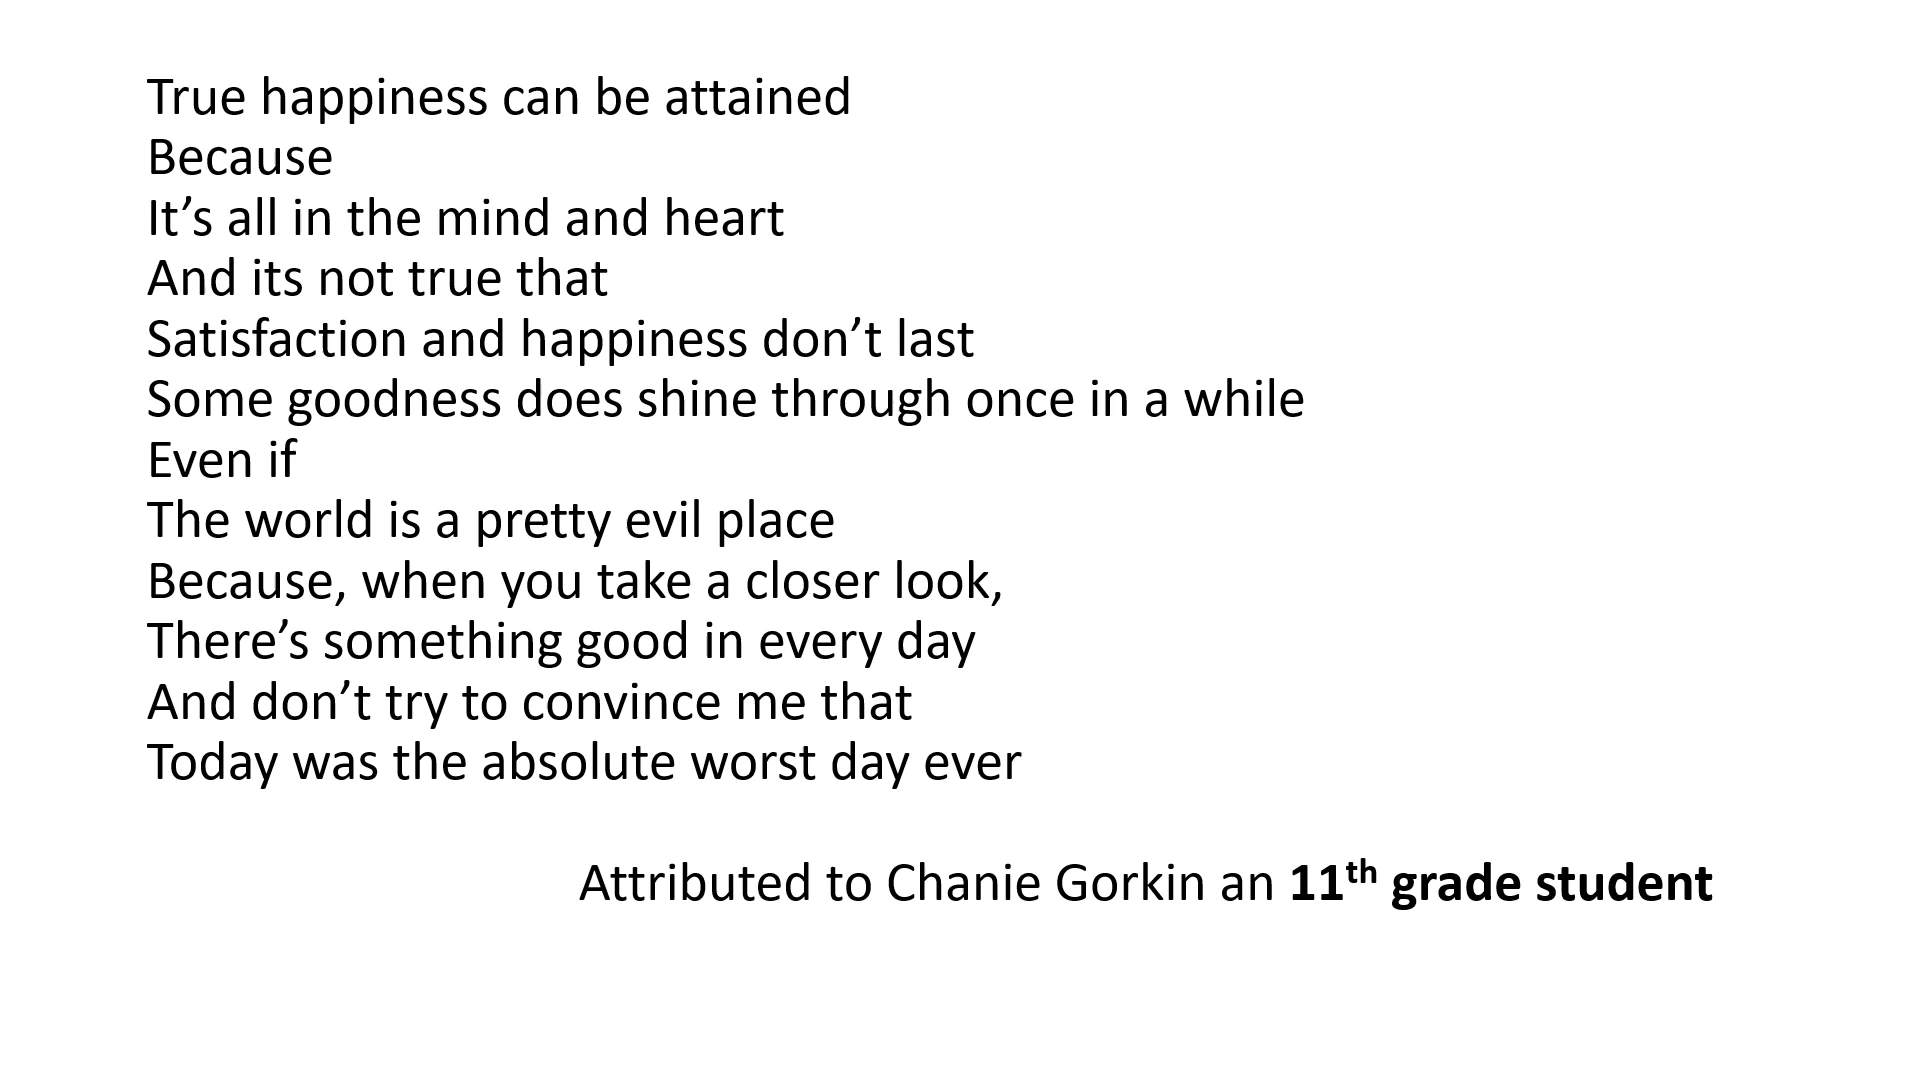 True happiness can be attained
Because
It’s all in the mind and heart
And its not true that
Satisfaction and happiness don’t last
Some goodness does shine through once in a while
Even if
The world is a pretty evil place
Because, when you take a closer look,
There’s something good in every day
And don’t try to convince me that
Today was the absolute worst day ever
Attributed to Chanie Gorkin an 11th grade student